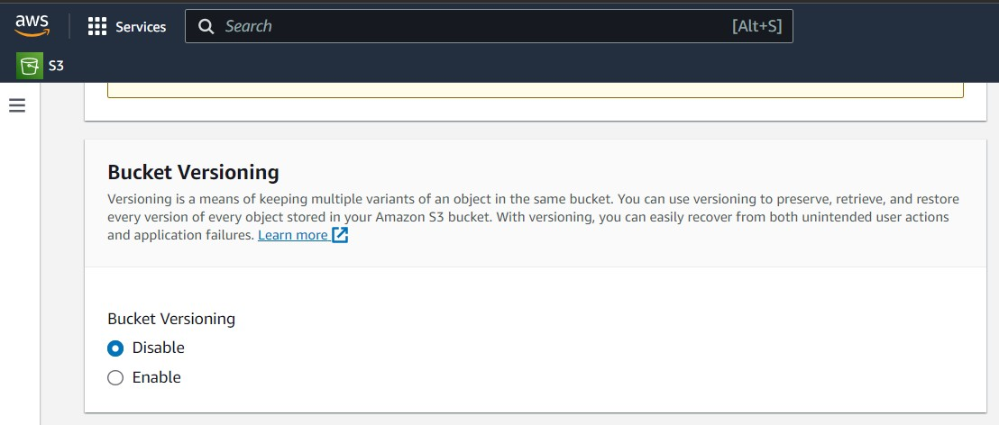 aws
Services
Search
[Alt+S]
S3
Bucket Versioning
Versioning is a means of keeping multiple variants of an object in the same bucket. You can use versioning to preserve, retrieve, and restore
every version of every object stored in your Amazon S3 bucket. With versioning, you can easily recover from both unintended user actions
and application failures. Learn more
Bucket Versioning
Disable
Enable